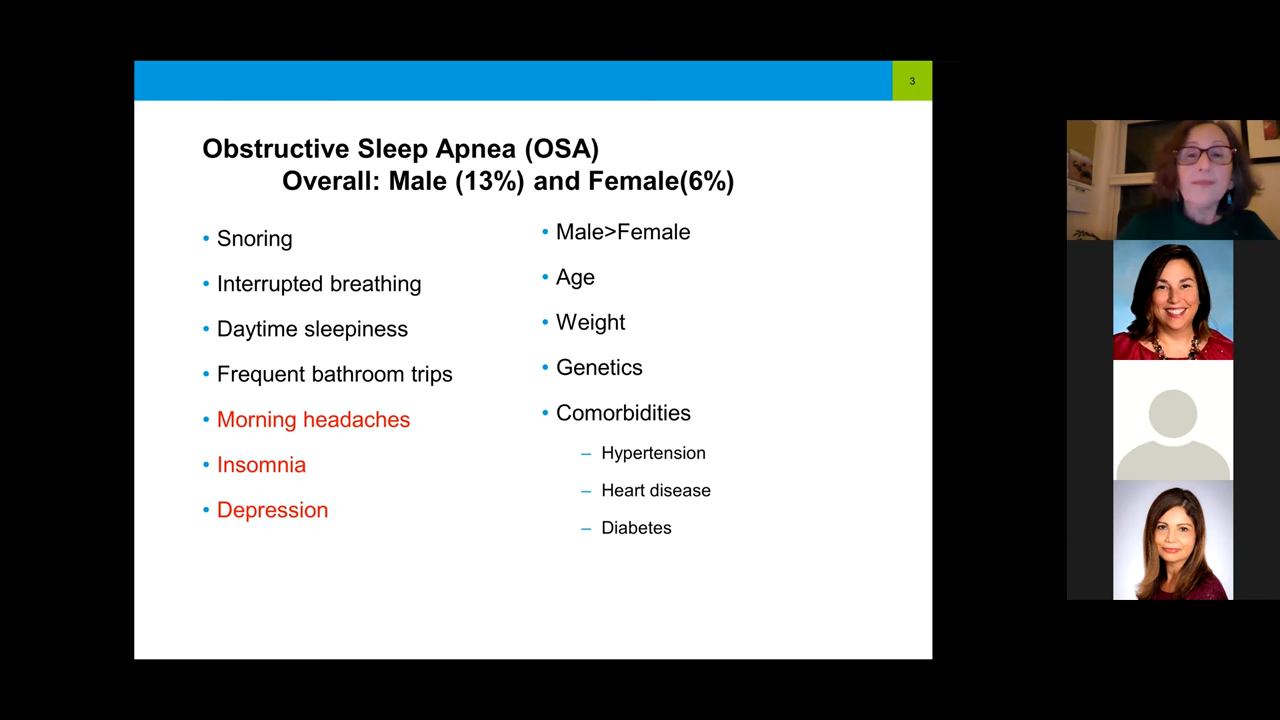 3
Obstructive Sleep Apnea (OSA)
Overall: Male (13%) and Female(6%)
• Snoring
• Interrupted breathing
• Daytime sleepiness
• Frequent bathroom trips
• Morning headaches
• Insomnia
• Depression
• Male>Female
• Age
• Weight
• Genetics
• Comorbidities
– Hypertension
– Heart disease
– Diabetes